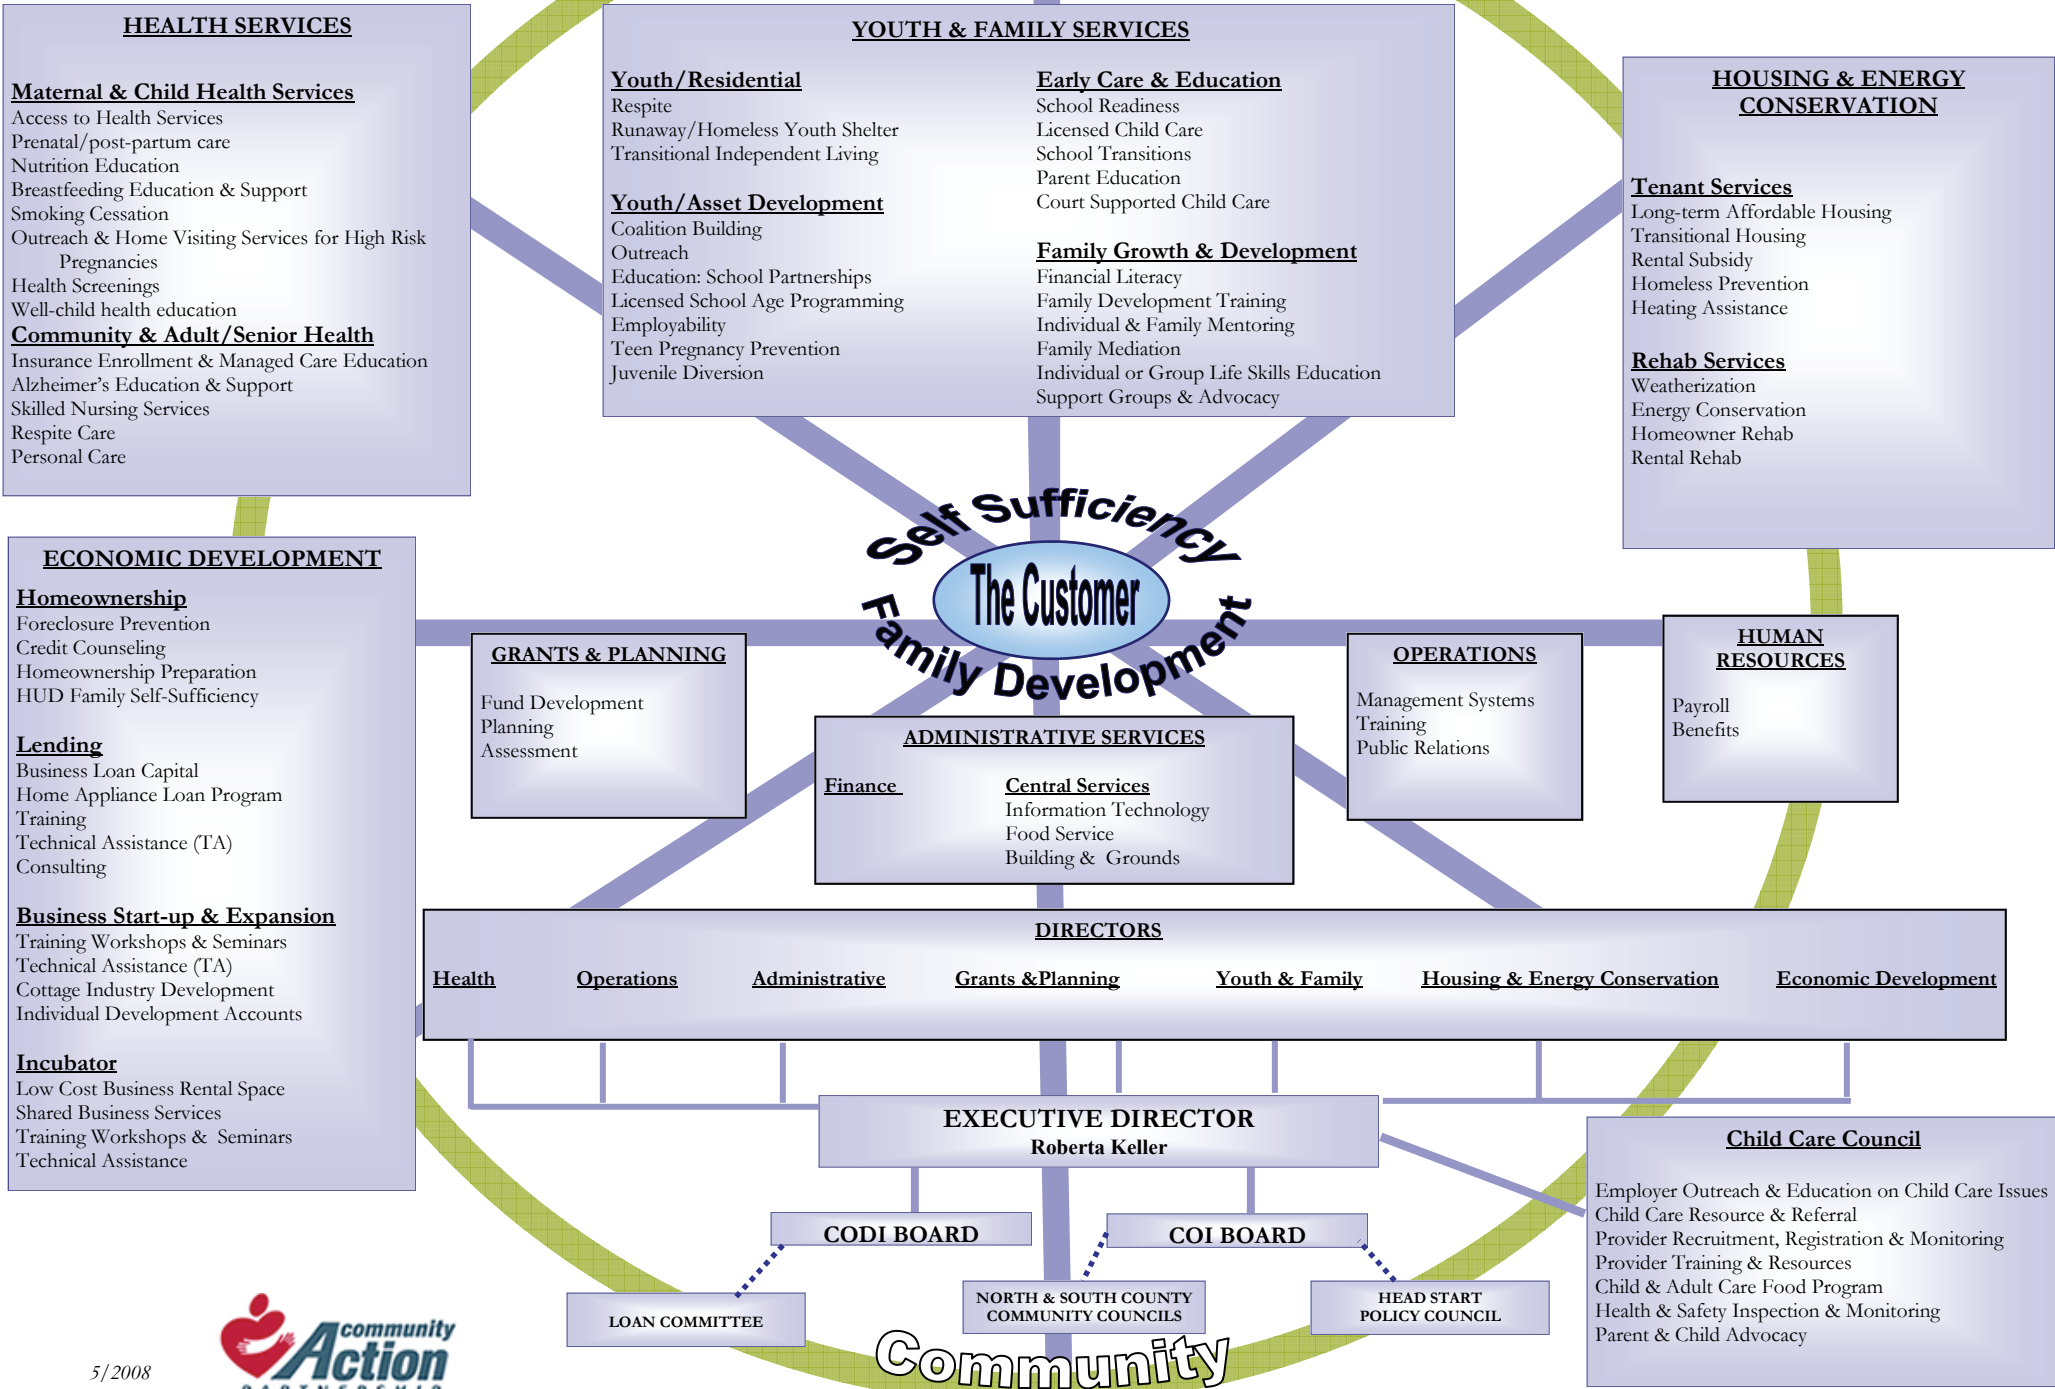 HEALTH SERVICES
Maternal & Child Health Services
Access to Health Services
Prenatal/post-partum care
Nutrition Education
Breastfeeding Education & Support
Smoking Cessation
Outreach & Home Visiting Services for High Risk
Pregnancies
Health Screenings
Well-child health education
Community & Adult/Senior Health
Insurance Enrollment & Managed Care Education
Alzheimer's Education & Support
Skilled Nursing Services
Respite Care
Personal Care
YOUTH & FAMILY SERVICES
Youth/Residential
Respite
Runaway/Homeless Youth Shelter
Transitional Independent Living
Youth/Asset Development
Coalition Building
Outreach
Education: School Partnerships
Licensed School Age Programming
Employability
Teen Pregnancy Prevention
Juvenile Diversion
Early Care & Education
School Readiness
Licensed Child Care
School Transitions
Parent Education
Court Supported Child Care
Family Growth & Development
Financial Literacy
Family Development Training
Individual & Family Mentoring
Family Mediation
Individual or Group Life Skills Education
Support Groups & Advocacy
HOUSING & ENERGY
CONSERVATION
Tenant Services
Long-term Affordable Housing
Transitional Housing
Rental Subsidy
Homeless Prevention
Heating Assistance
Rehab Services
Weatherization
Energy Conservation
Homeowner Rehab
Rental Rehab
Self Sufficiency
The Customer
Family Development
ECONOMIC DEVELOPMENT
Homeownership
Foreclosure Prevention
Credit Counseling
Homeownership Preparation
HUD Family Self-Sufficiency
Lending
Business Loan Capital
Home Appliance Loan Program
Training
Technical Assistance (TA)
Consulting
Business Start-up & Expansion
Training Workshops & Seminars
Technical Assistance (TA)
Cottage Industry Development
Individual Development Accounts
Incubator
Low Cost Business Rental Space
Shared Business Services
Training Workshops &  Seminars
Technical Assistance
GRANTS & PLANNING
Fund Development
Planning
Assessment
ADMINISTRATIVE SERVICES
Finance
Central Services
Information Technology
Food Service
Building &  Grounds
OPERATIONS
Management Systems
Training
Public Relations
HUMAN
RESOURCES
Payroll
Benefits
DIRECTORS
Health Operations Administrative Grants &Planning Youth & Family Housing & Energy Conservation Economic Development
EXECUTIVE DIRECTOR
Roberta Keller
CODI BOARD
COI BOARD
LOAN COMMITTEE
NORTH & SOUTH COUNTY
COMMUNITY COUNCILS
HEAD START
POLICY COUNCIL
Child Care Council
Employer Outreach & Education on Child Care Issues
Child Care Resource & Referral
Provider Recruitment, Registration & Monitoring
Provider Training & Resources
Child & Adult Care Food Program
Health & Safety Inspection & Monitoring
Parent & Child Advocacy
Community
5/2008
community
Action
PARTNERSHIP